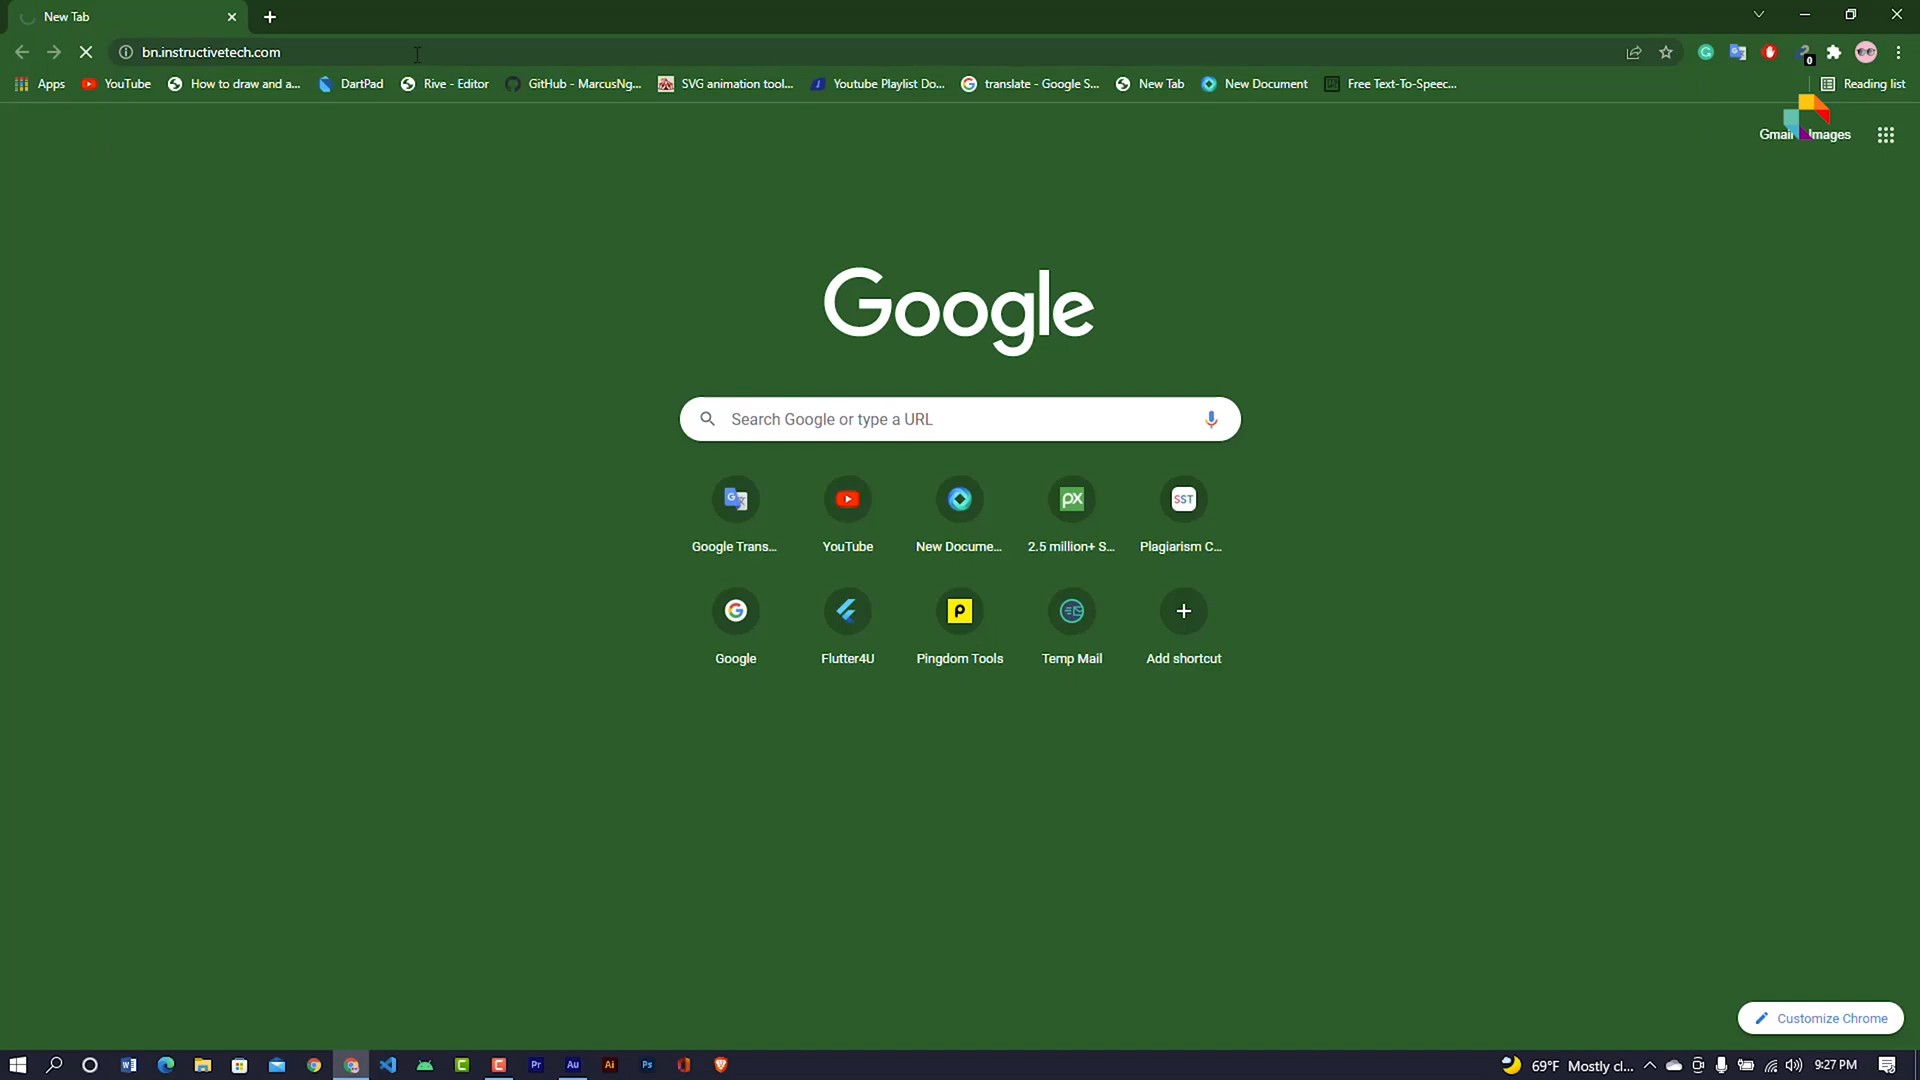 New Tab
bn.instructivetech.com
0
Apps
YouTube
How to draw and a...
DartPad
Rive - Editor
GitHub - MarcusNg...
SVG animation tool...
Youtube Playlist Do...
translate - Google S...
New Tab
New Document
Free Text-To-Speec...
Reading list
Gmail
Images
Google
Search Google or type a URL
Google Trans...
YouTube
New Docume...
2.5 million+ S...
Plagiarism C...
Google
Flutter4U
Pingdom Tools
Temp Mail
Add shortcut
Customize Chrome
69°F Mostly cl...
9:27 PM